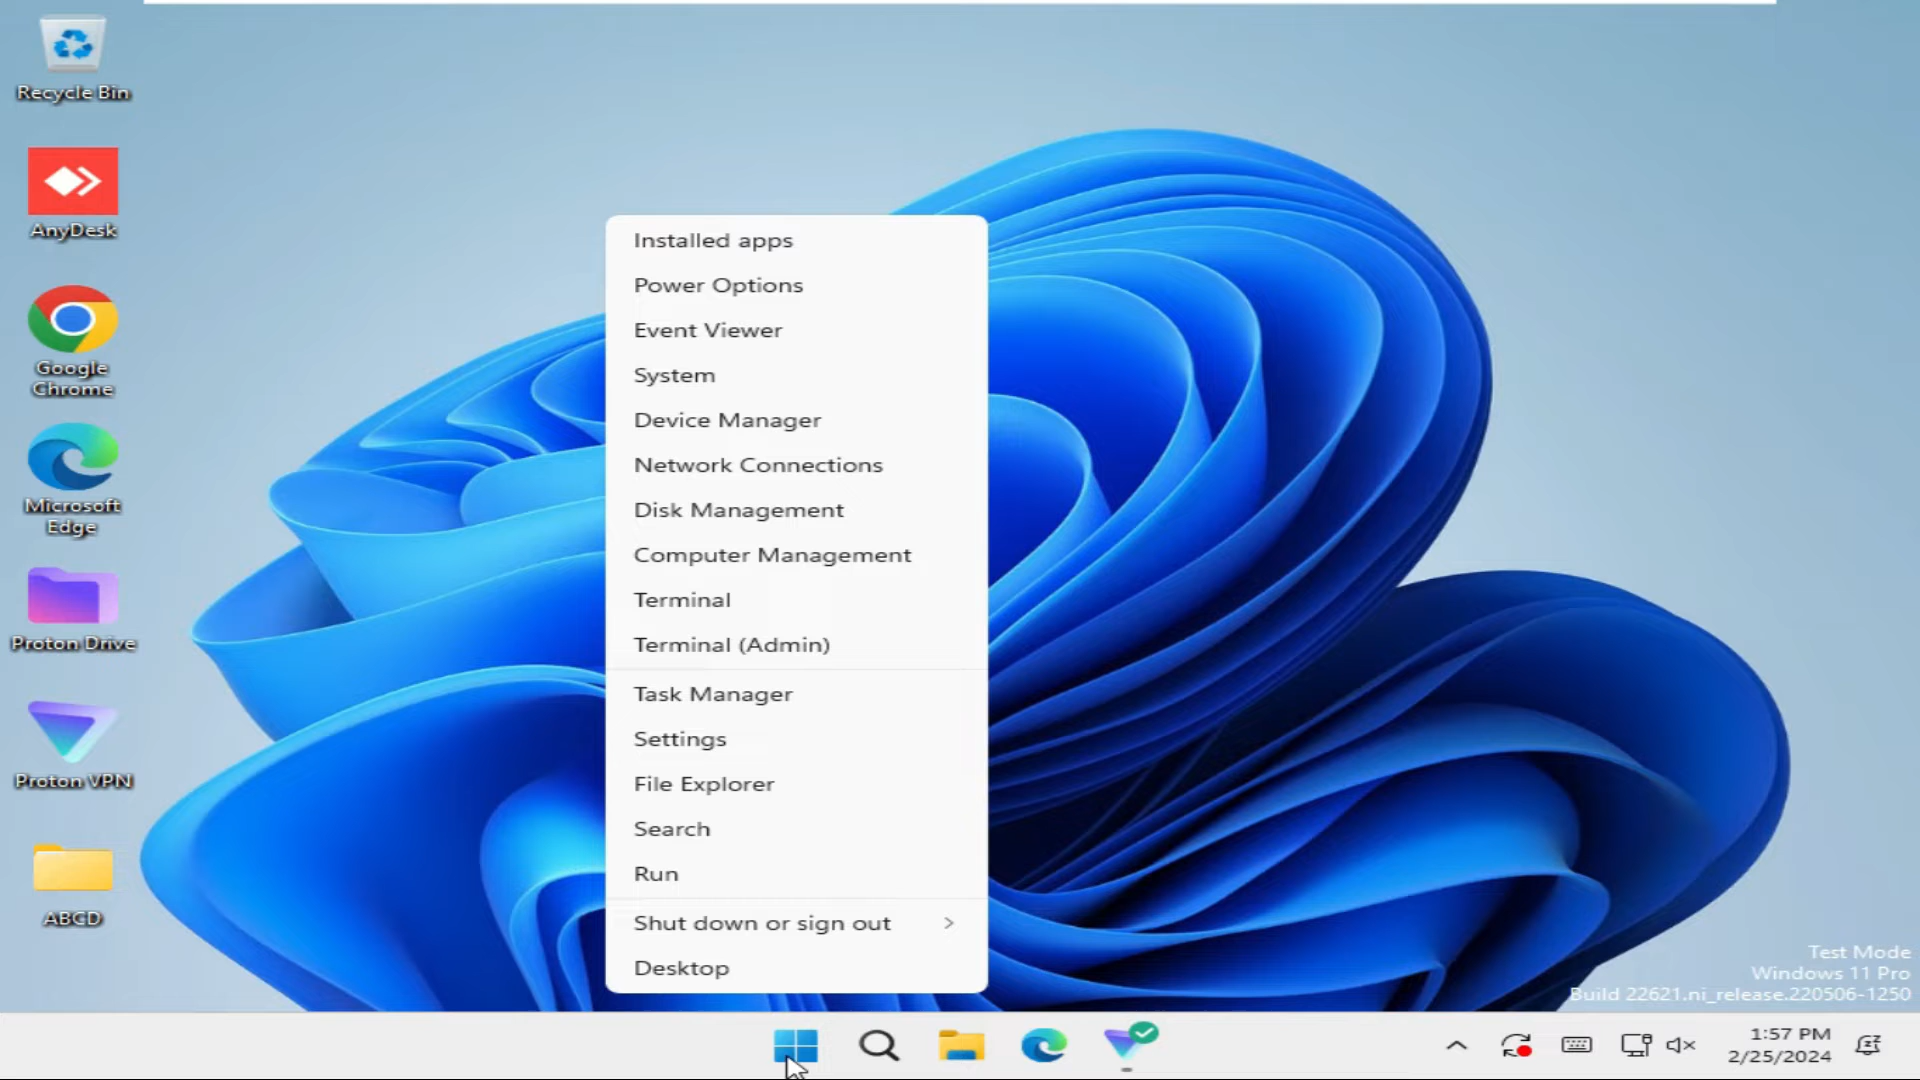 Recycle Bin
AnyDesk
Google
Chrome
Microsoft
Edge
Proton Drive
Proton VPN
ABCD
Installed apps
Power Options
Event Viewer
System
Device Manager
Network Connections
Disk Management
Computer Management
Terminal
Terminal (Admin)
Task Manager
Settings
File Explorer
Search
Run
Shut down or sign out
Desktop
Test Mode
Windows 11 Pro
Build 22621.ni_release.220506-1250
1:57 PM
2/25/2024